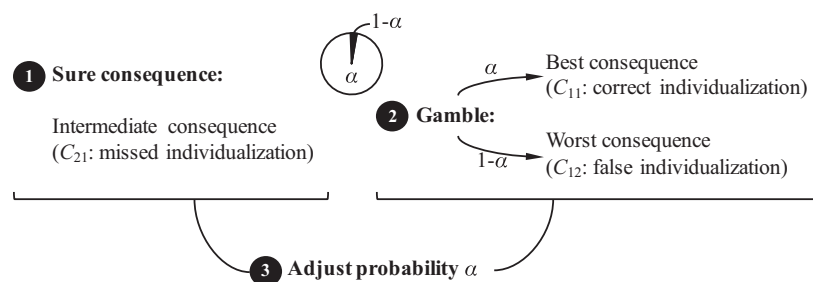 1-α
α
1 Sure consequence:
Intermediate consequence
(C21: missed individualization)
2 Gamble:
α
Best consequence
(C11: correct individualization)
1-α
Worst consequence
(C12: false individualization)
3 Adjust probability α